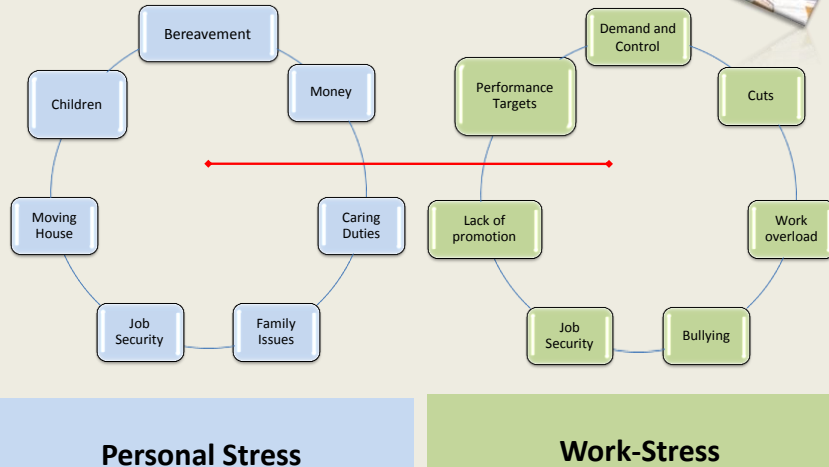 Bereavement
Money
Caring
Duties
Family
Issues
Job
Security
Moving
House
Children
Personal Stress
Demand and
Control
Cuts
Work
overload
Bullying
Job
Security
Lack of
promotion
Performance
Targets
Work-Stress